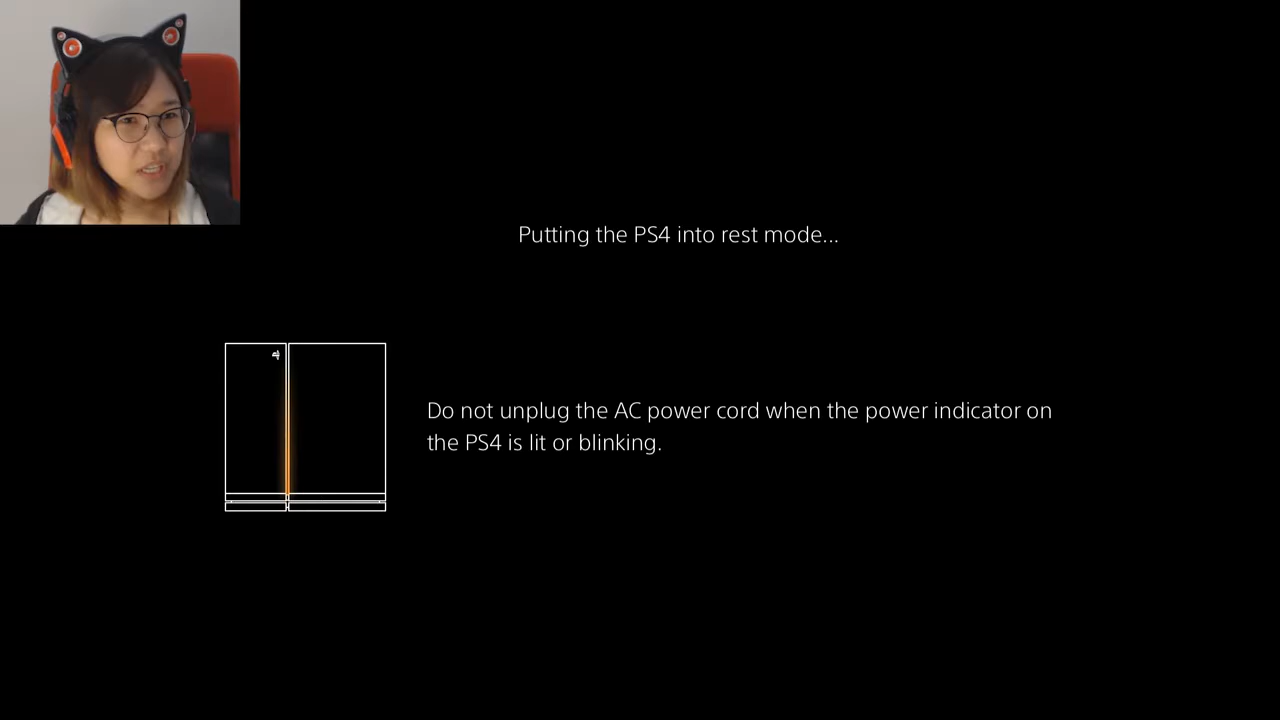 Putting the PS4 into rest mode...
Do not unplug the AC power cord when the power indicator on
the PS4 is lit or blinking.